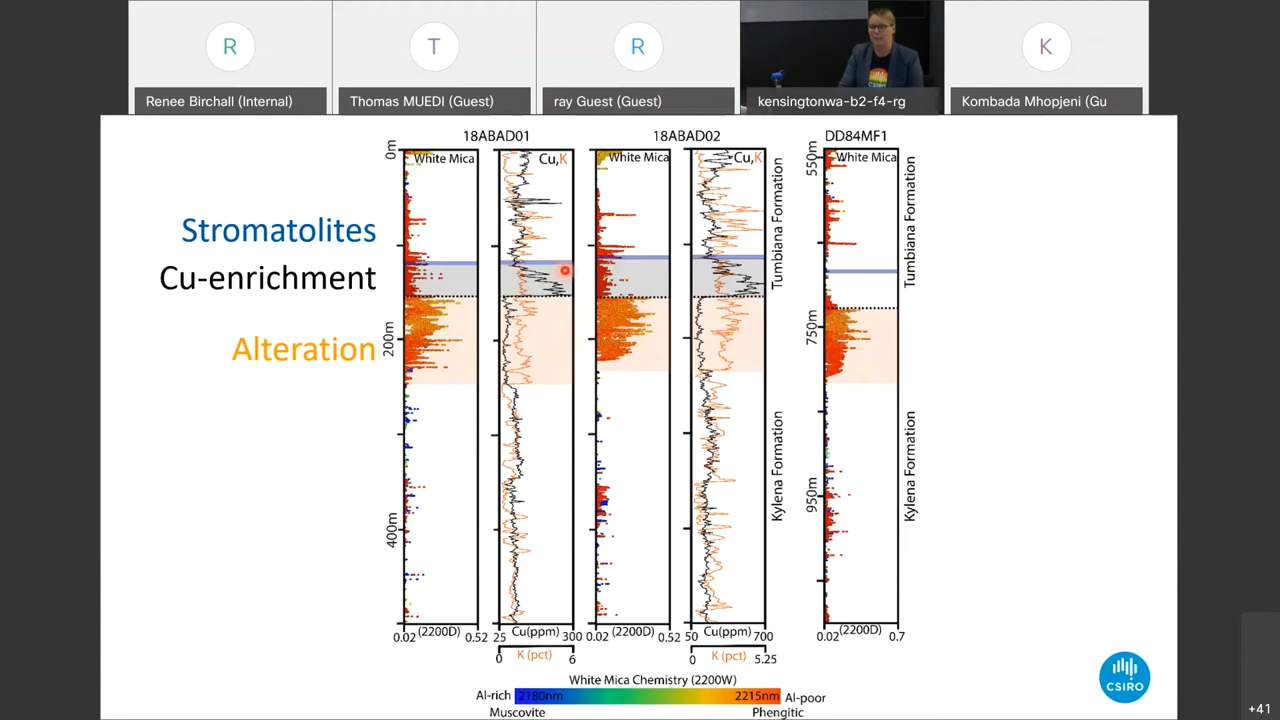 R
T
R
K
Renee Birchall (Internal)
Thomas MUEDI (Guest)
ray Guest (Guest)
kensingtonwa-b2-f4-rg
Kombada Mhopjeni (Gu
18ABAD01
18ABAD02
DD84MF1
0m
White Mica
Cu,K
White Mica
Cu,K
550m
White Mica
Tumbiana Formation
Tumbiana Formation
Stromatolites
Cu-enrichment
Alteration
200m
750m
400m
Kylena Formation
950m
Kylena Formation
0.02 (2200D) 0.52
25 Cu(ppm) 300
0.02 (2200D) 0.52
50 Cu(ppm) 700
0.02 (2200D) 0.7
0 K (pct) 6
0 K (pct) 5.25
White Mica Chemistry (2200W)
Al-rich 2180nm 2215nm Al-poor
Muscovite Phengitic
CSIRO
+41